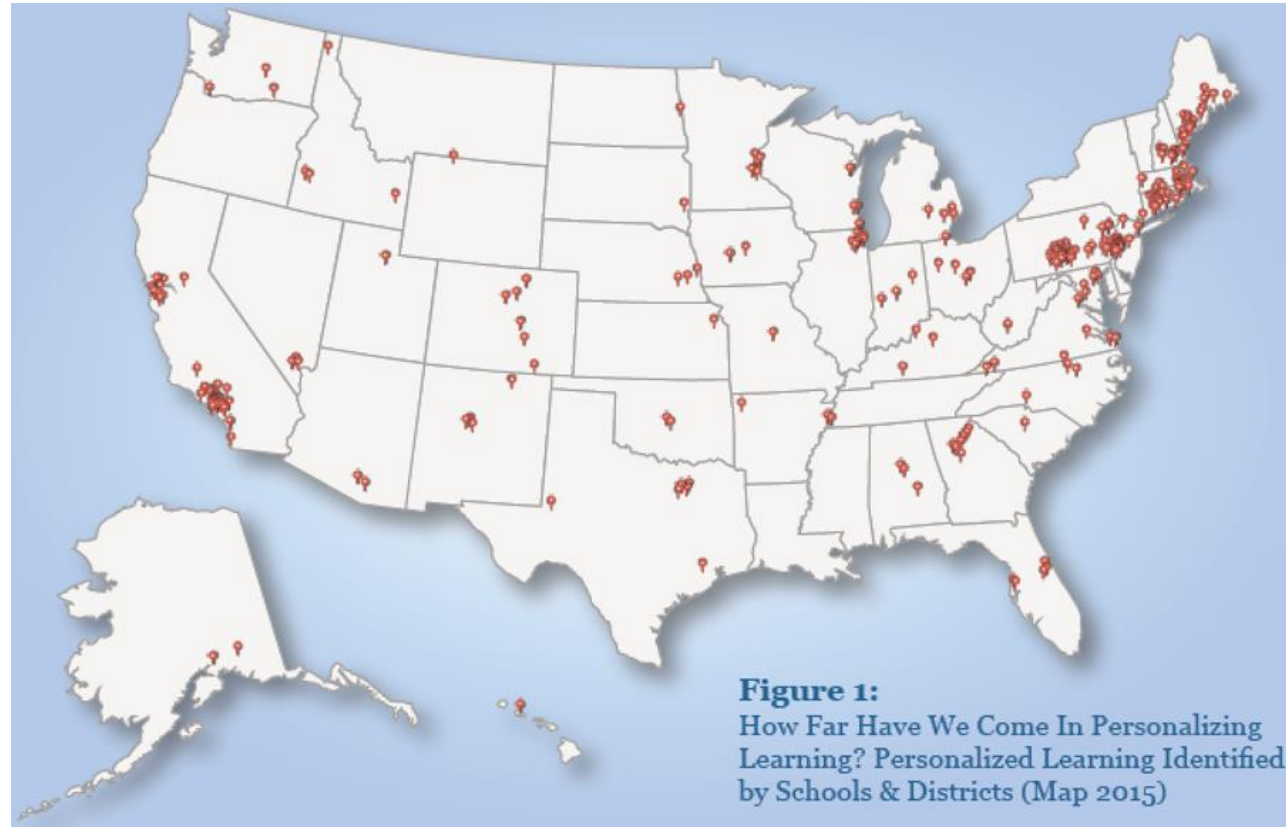 Figure 1:
How Far Have We Come In Personalizing
Learning? Personalized Learning Identified
by Schools & Districts (Map 2015)